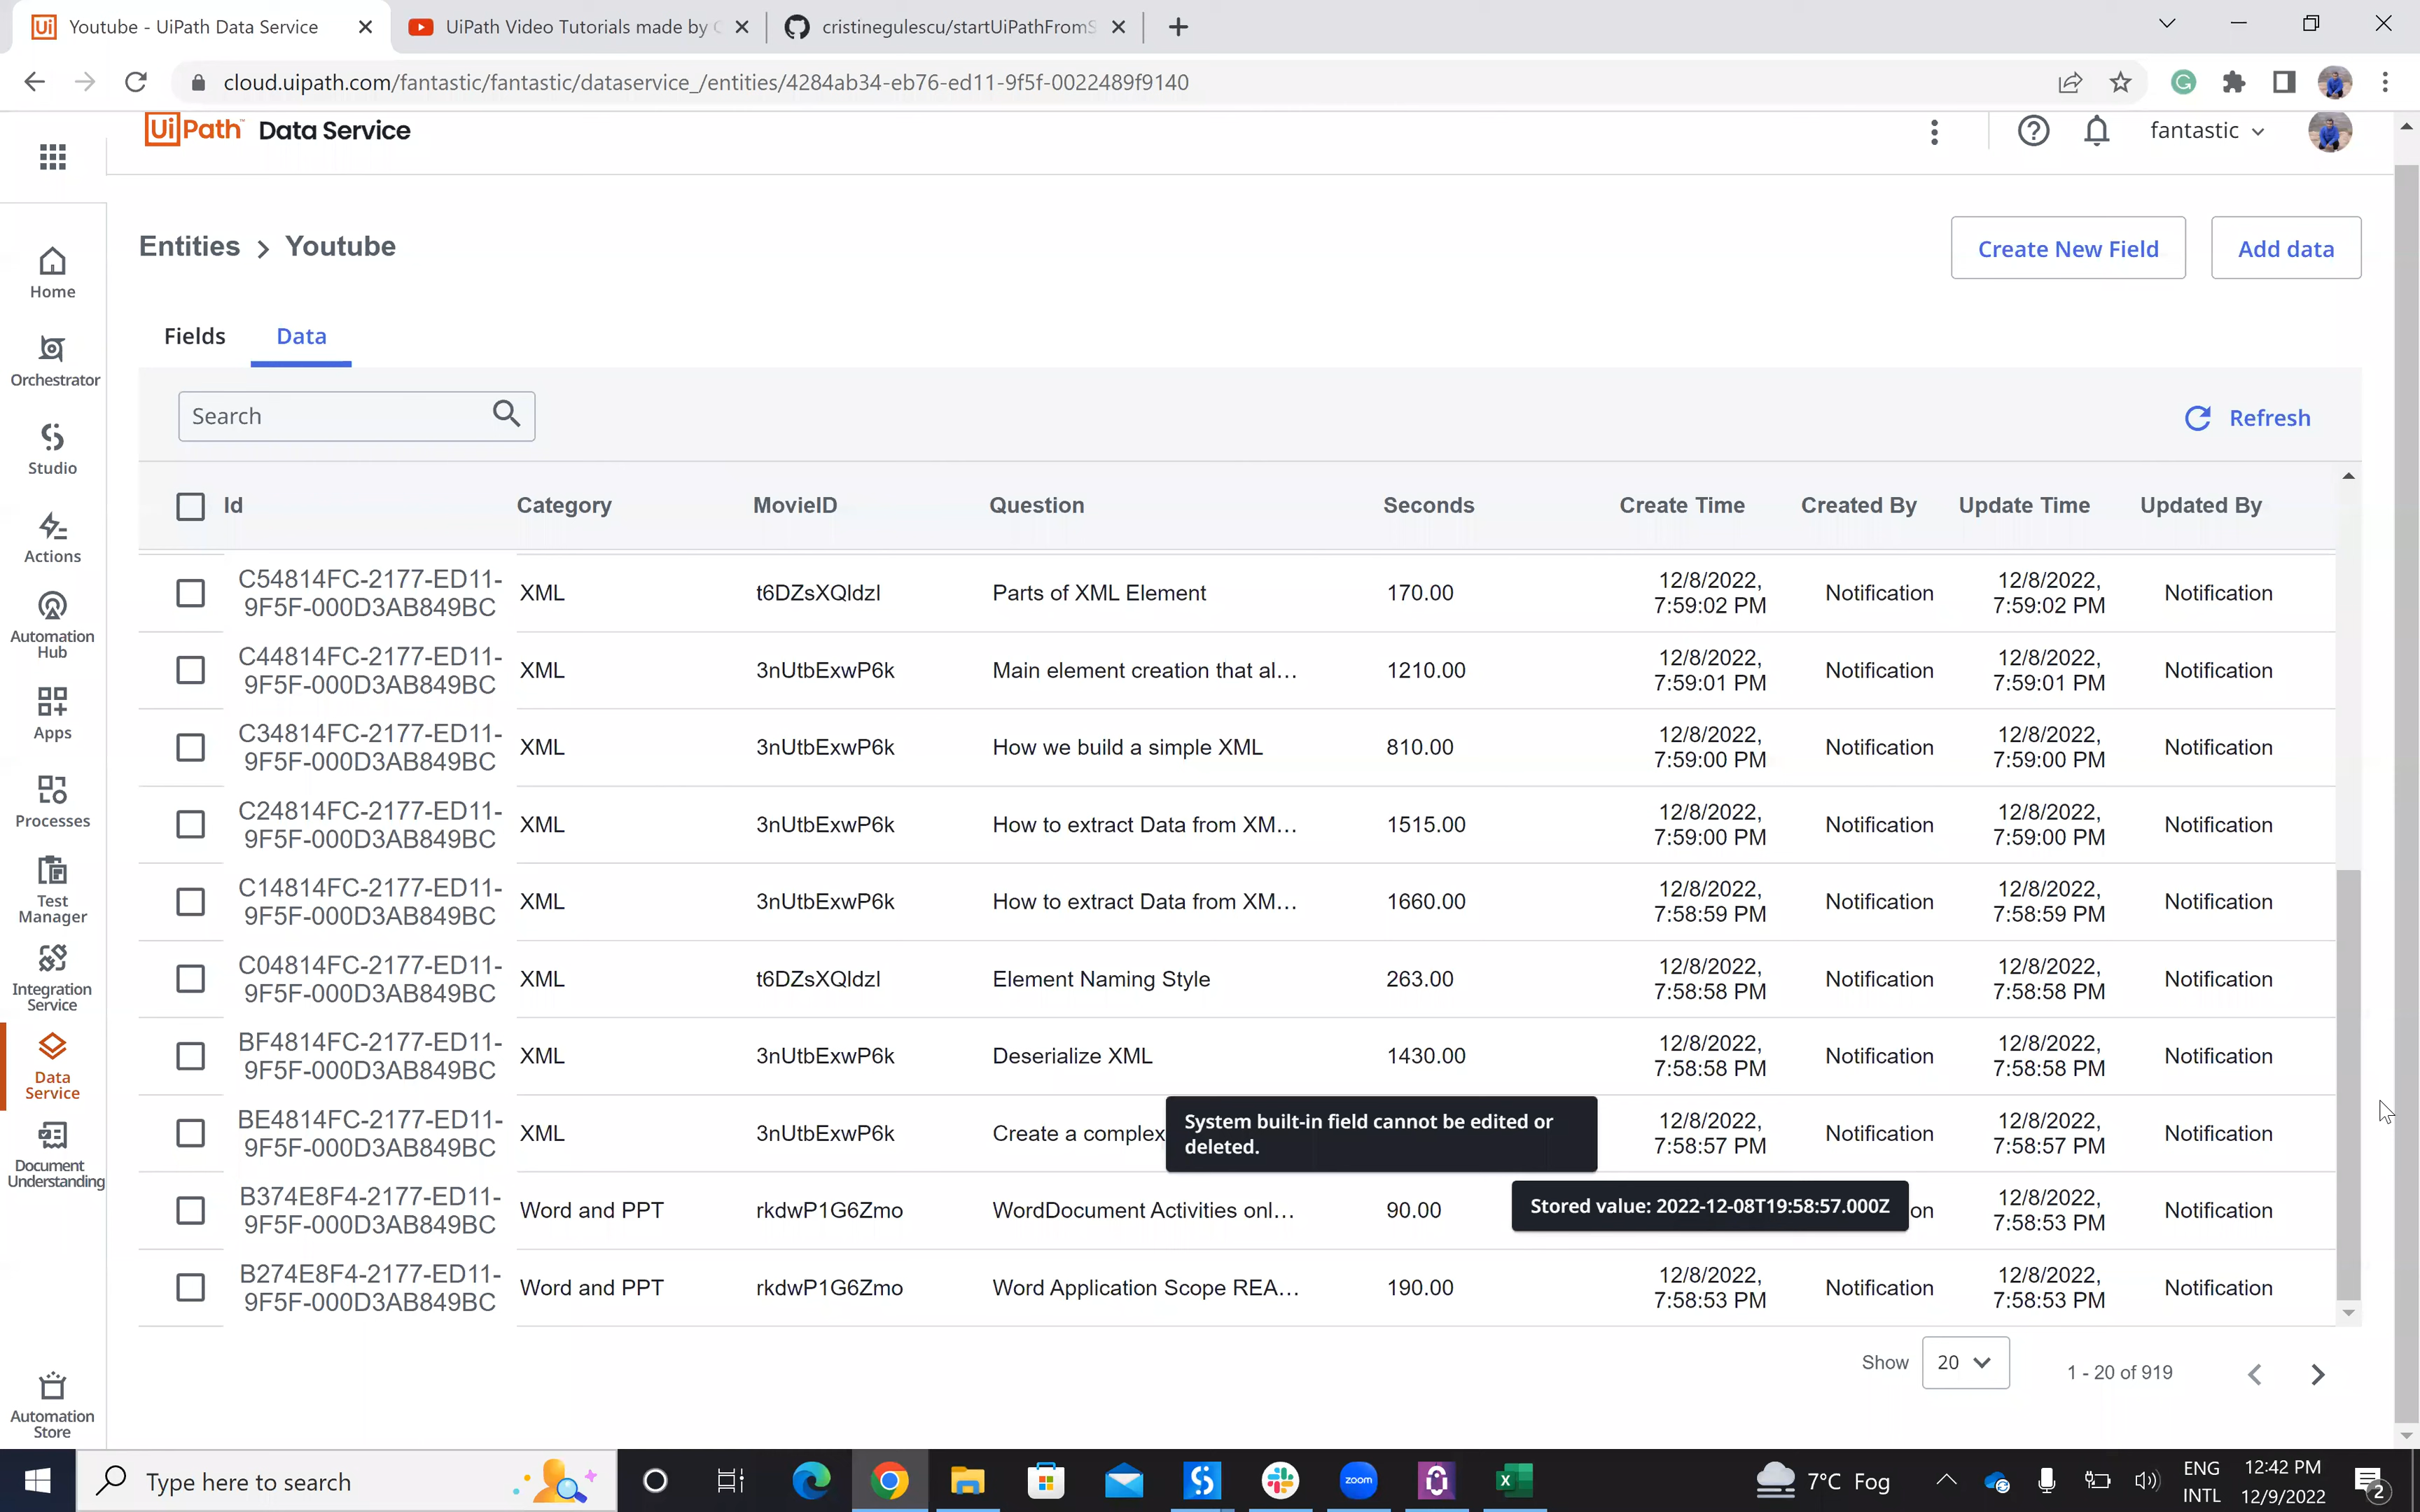 Youtube - UiPath Data Service
UiPath Video Tutorials made by
cristinegulescu/startUiPathFromS
cloud.uipath.com/fantastic/fantastic/dataservice_/entities/4284ab34-eb76-ed11-9f5f-0022489f9140
UiPath Data Service
fantastic
Entities > Youtube
Create New Field
Add data
Home
Orchestrator
Studio
Actions
Automation
Hub
Apps
Processes
Test
Manager
Integration
Service
Data
Service
Document
Understanding
Automation
Store
Fields
Data
Search
Refresh
Id Category MovieID Question Seconds Create Time Created By Update Time Updated By
C54814FC-2177-ED11-9F5F-000D3AB849BC XML t6DZsXQldzI Parts of XML Element 170.00 12/8/2022, 7:59:02 PM Notification 12/8/2022, 7:59:02 PM Notification
C44814FC-2177-ED11-9F5F-000D3AB849BC XML 3nUtbExwP6k Main element creation that al... 1210.00 12/8/2022, 7:59:01 PM Notification 12/8/2022, 7:59:01 PM Notification
C34814FC-2177-ED11-9F5F-000D3AB849BC XML 3nUtbExwP6k How we build a simple XML 810.00 12/8/2022, 7:59:00 PM Notification 12/8/2022, 7:59:00 PM Notification
C24814FC-2177-ED11-9F5F-000D3AB849BC XML 3nUtbExwP6k How to extract Data from XM... 1515.00 12/8/2022, 7:59:00 PM Notification 12/8/2022, 7:59:00 PM Notification
C14814FC-2177-ED11-9F5F-000D3AB849BC XML 3nUtbExwP6k How to extract Data from XM... 1660.00 12/8/2022, 7:58:59 PM Notification 12/8/2022, 7:58:59 PM Notification
C04814FC-2177-ED11-9F5F-000D3AB849BC XML t6DZsXQldzI Element Naming Style 263.00 12/8/2022, 7:58:58 PM Notification 12/8/2022, 7:58:58 PM Notification
BF4814FC-2177-ED11-9F5F-000D3AB849BC XML 3nUtbExwP6k Deserialize XML 1430.00 12/8/2022, 7:58:58 PM Notification 12/8/2022, 7:58:58 PM Notification
BE4814FC-2177-ED11-9F5F-000D3AB849BC XML 3nUtbExwP6k Create a complex 12/8/2022, 7:58:57 PM Notification 12/8/2022, 7:58:57 PM Notification
System built-in field cannot be edited or
deleted.
B374E8F4-2177-ED11-9F5F-000D3AB849BC Word and PPT rkdwP1G6Zmo WordDocument Activities onl... 90.00 on 12/8/2022, 7:58:53 PM Notification
Stored value: 2022-12-08T19:58:57.000Z
B274E8F4-2177-ED11-9F5F-000D3AB849BC Word and PPT rkdwP1G6Zmo Word Application Scope REA... 190.00 12/8/2022, 7:58:53 PM Notification 12/8/2022, 7:58:53 PM Notification
Show 20 1 - 20 of 919
Type here to search
zoom
7°C Fog
ENG
INTL
12:42 PM
12/9/2022
2